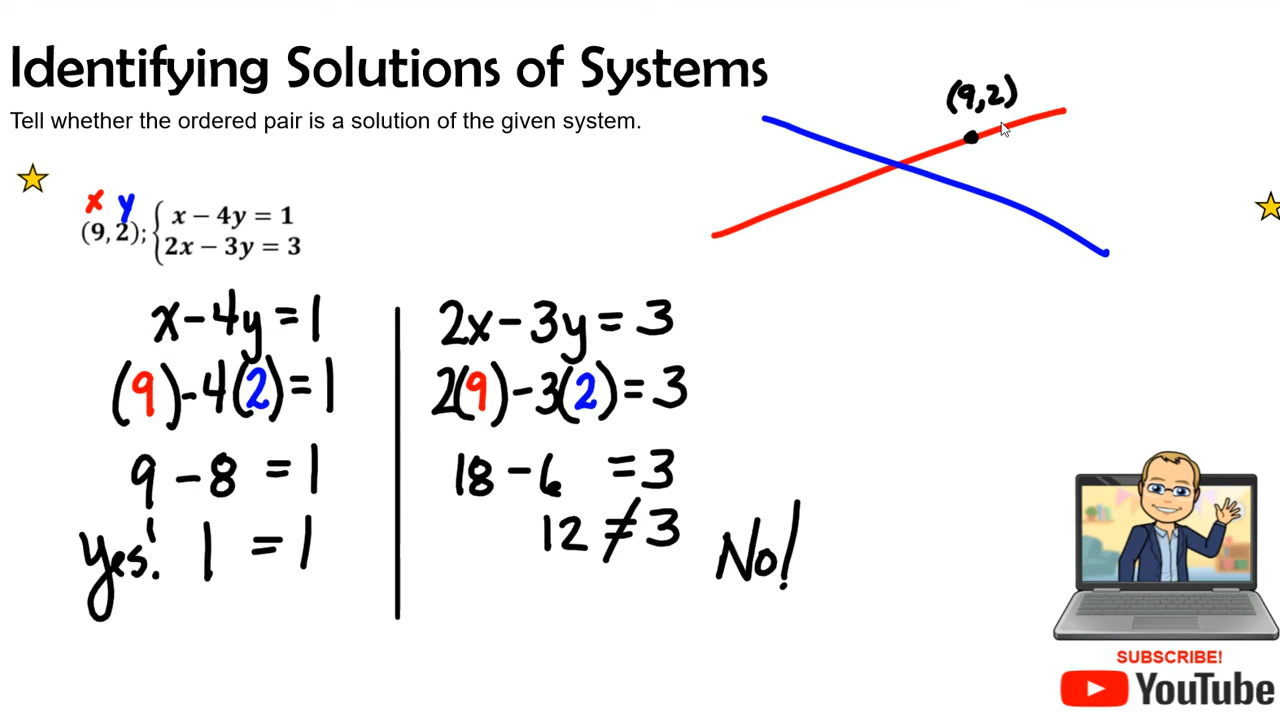 Identifying Solutions of Systems
Tell whether the ordered pair is a solution of the given system.
(9,2)
x y
(9, 2); { x − 4y = 1
2x − 3y = 3
x - 4y = 1
(9) - 4(2) = 1
9 - 8 = 1
yes! 1 = 1
2x - 3y = 3
2(9) - 3(2) = 3
18 - 6 = 3
12 ≠ 3
No!
SUBSCRIBE!
YouTube